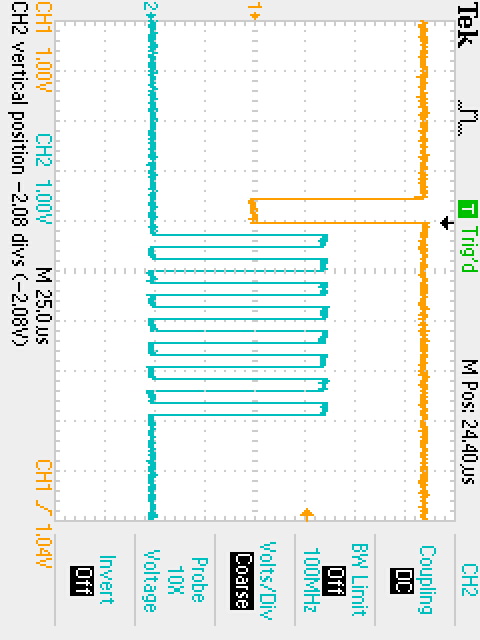 Tek T Trig'd M Pos: 24.40µs CH2
Coupling
DC
BW Limit
Off
100MHz
Volts/Div
Coarse
Probe
10X
Voltage
Invert
Off
1
2
CH1 1.00V CH2 1.00V M 25.0µs CH1 1.04V
CH2 vertical position -2.08 divs (-2.08V)